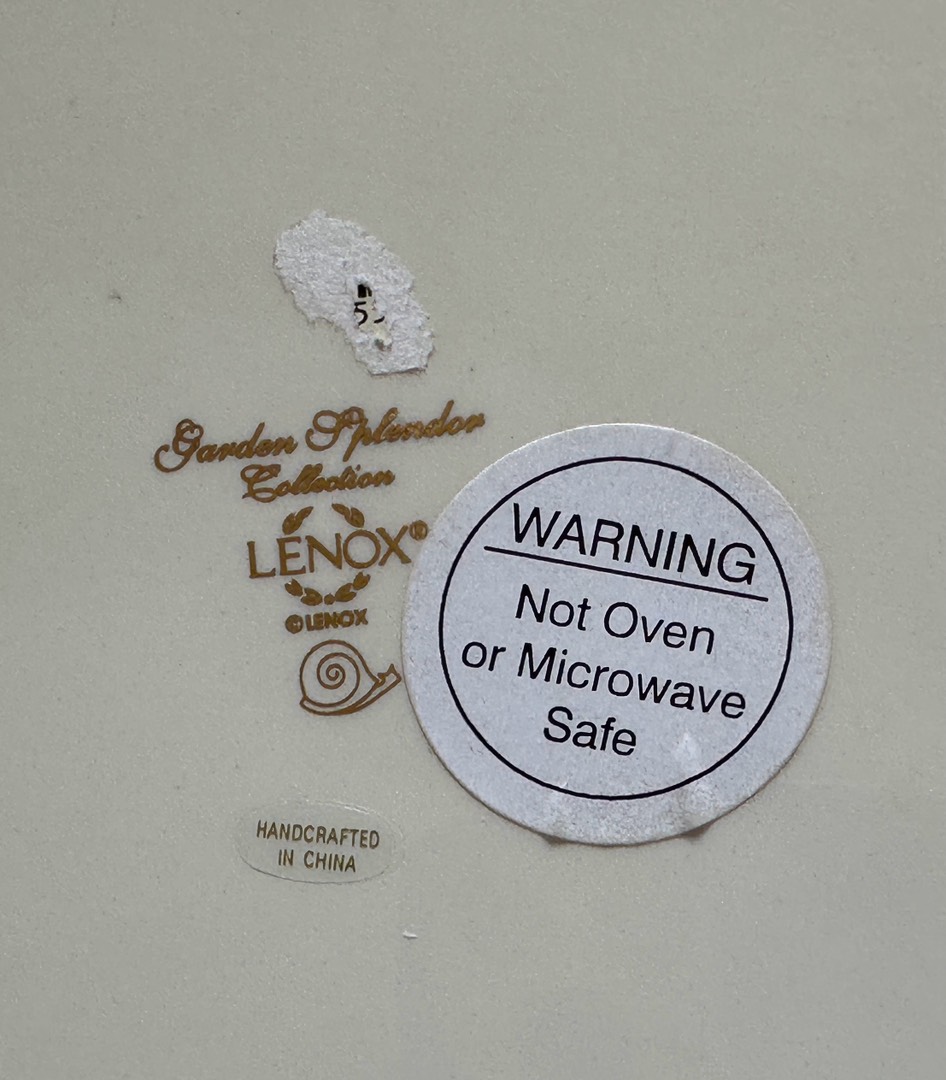 Garden Splendor
Collection
LENOX®
© LENOX
WARNING
Not Oven
or Microwave
Safe
HANDCRAFTED
IN CHINA